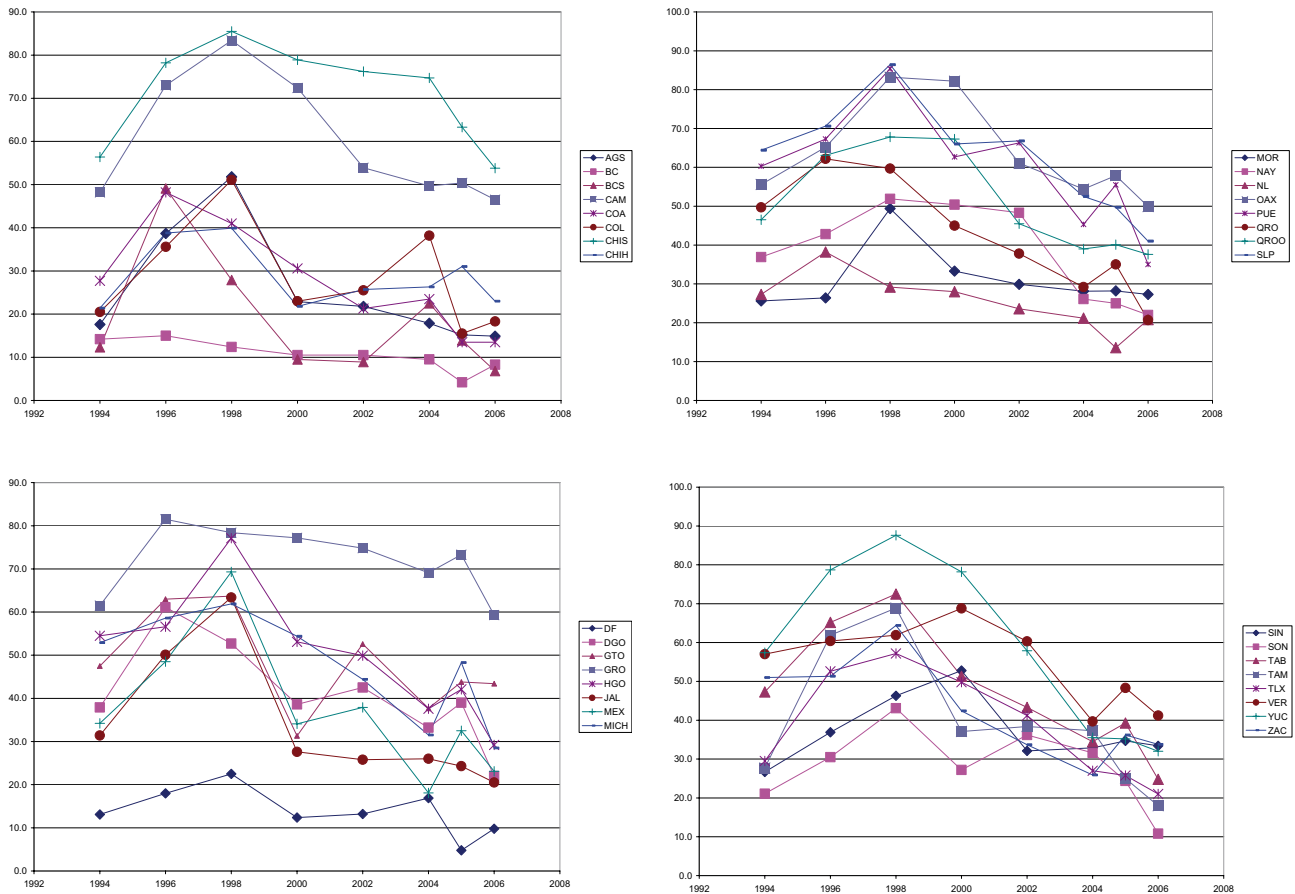 90.0
80.0
70.0
60.0
50.0
40.0
30.0
20.0
10.0
0.0
1992 1994 1996 1998 2000 2002 2004 2006 2008
AGS
BC
BCS
CAM
COA
COL
CHIS
CHIH
100.0
90.0
80.0
70.0
60.0
50.0
40.0
30.0
20.0
10.0
0.0
1992 1994 1996 1998 2000 2002 2004 2006 2008
MOR
NAY
NL
OAX
PUE
QRO
QROO
SLP
90.0
80.0
70.0
60.0
50.0
40.0
30.0
20.0
10.0
0.0
1992 1994 1996 1998 2000 2002 2004 2006 2008
DF
DGO
GTO
GRO
HGO
JAL
MEX
MICH
100.0
90.0
80.0
70.0
60.0
50.0
40.0
30.0
20.0
10.0
0.0
1992 1994 1996 1998 2000 2002 2004 2006 2008
SIN
SON
TAB
TAM
TLX
VER
YUC
ZAC